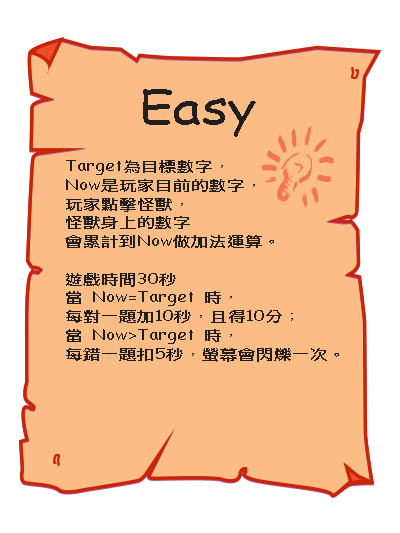 Easy
Target為目標數字，
Now是玩家目前的數字，
玩家點擊怪獸，
怪獸身上的數字
會累計到Now做加法運算。
遊戲時間30秒
當 Now=Target 時，
每對一題加10秒，且得10分；
當 Now>Target 時，
每錯一題扣5秒，螢幕會閃爍一次。